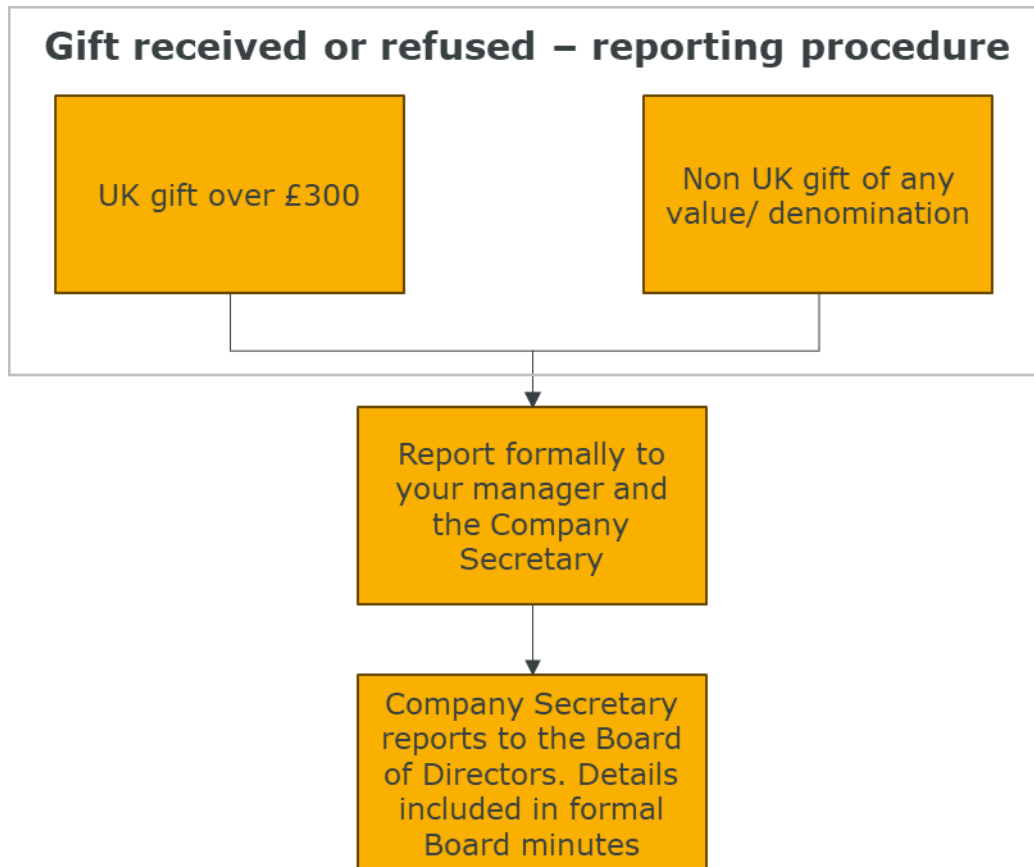 Gift received or refused – reporting procedure
UK gift over £300
Non UK gift of any
value/ denomination
Report formally to
your manager and
the Company
Secretary
Company Secretary
reports to the Board
of Directors. Details
included in formal
Board minutes